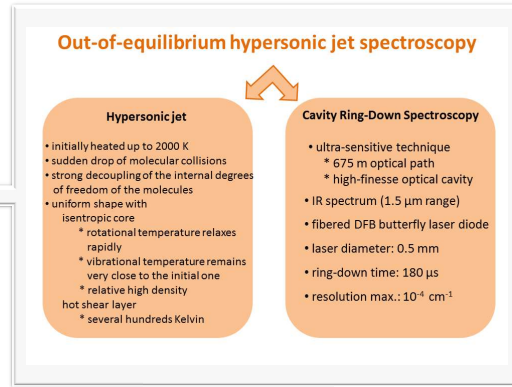 Out-of-equilibrium hypersonic jet spectroscopy
Hypersonic jet
• initially heated up to 2000 K
• sudden drop of molecular collisions
• strong decoupling of the internal degrees
of freedom of the molecules
• uniform shape with
isentropic core
* rotational temperature relaxes
rapidly
* vibrational temperature remains
very close to the initial one
* relative high density
hot shear layer
* several hundreds Kelvin
Cavity Ring-Down Spectroscopy
• ultra-sensitive technique
* 675 m optical path
* high-finesse optical cavity
• IR spectrum (1.5 µm range)
• fibered DFB butterfly laser diode
• laser diameter: 0.5 mm
• ring-down time: 180 µs
• resolution max.: 10⁻⁴ cm⁻¹